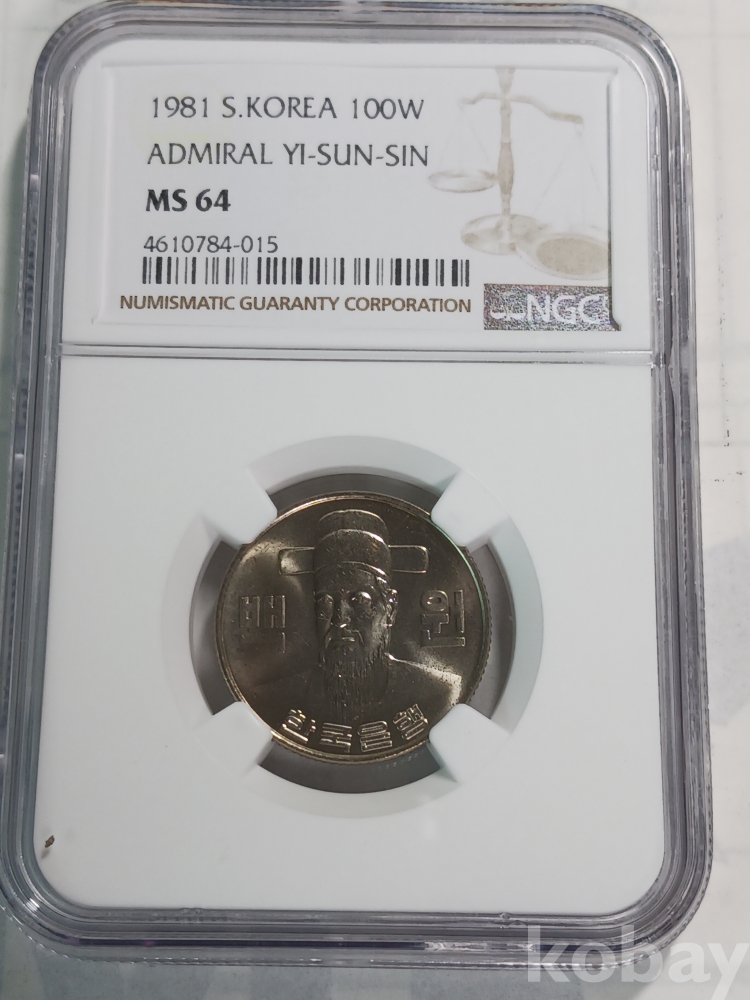 1981 S.KOREA 100W
ADMIRAL YI-SUN-SIN
MS 64
4610784-015
NUMISMATIC GUARANTY CORPORATION
NGC
백 원
한국은행
kobay